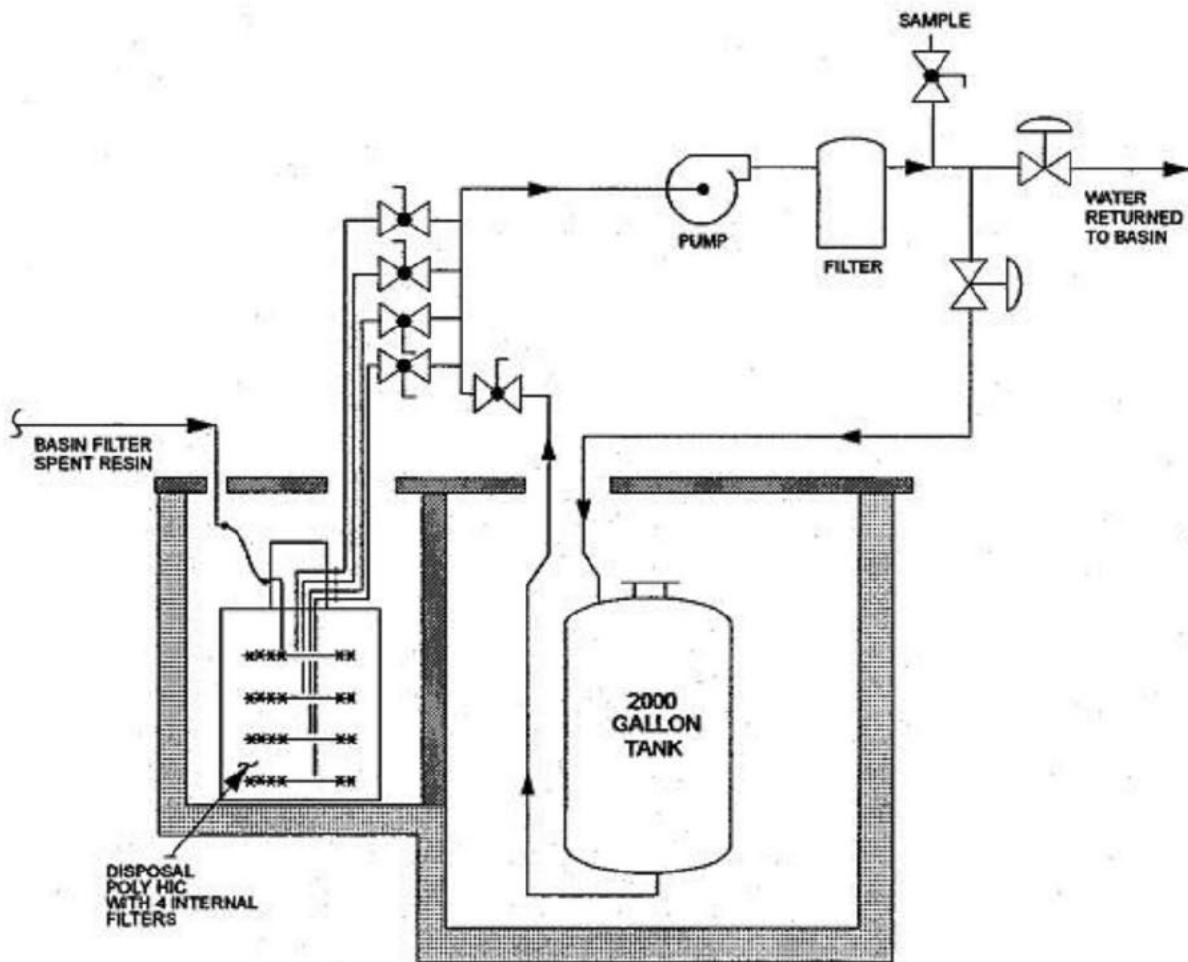 SAMPLE
PUMP
FILTER
WATER
RETURNED
TO BASIN
BASIN FILTER
SPENT RESIN
2000
GALLON
TANK
DISPOSAL
POLY HIC
WITH 4 INTERNAL
FILTERS